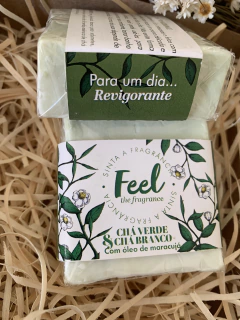 Para um dia...
Revigorante
SINTA A FRAGRÂNCIA
Feel
the fragrance
SINTA A FRAGRÂNCIA
CHÁ VERDE
& CHÁ BRANCO
Com óleo de maracujá